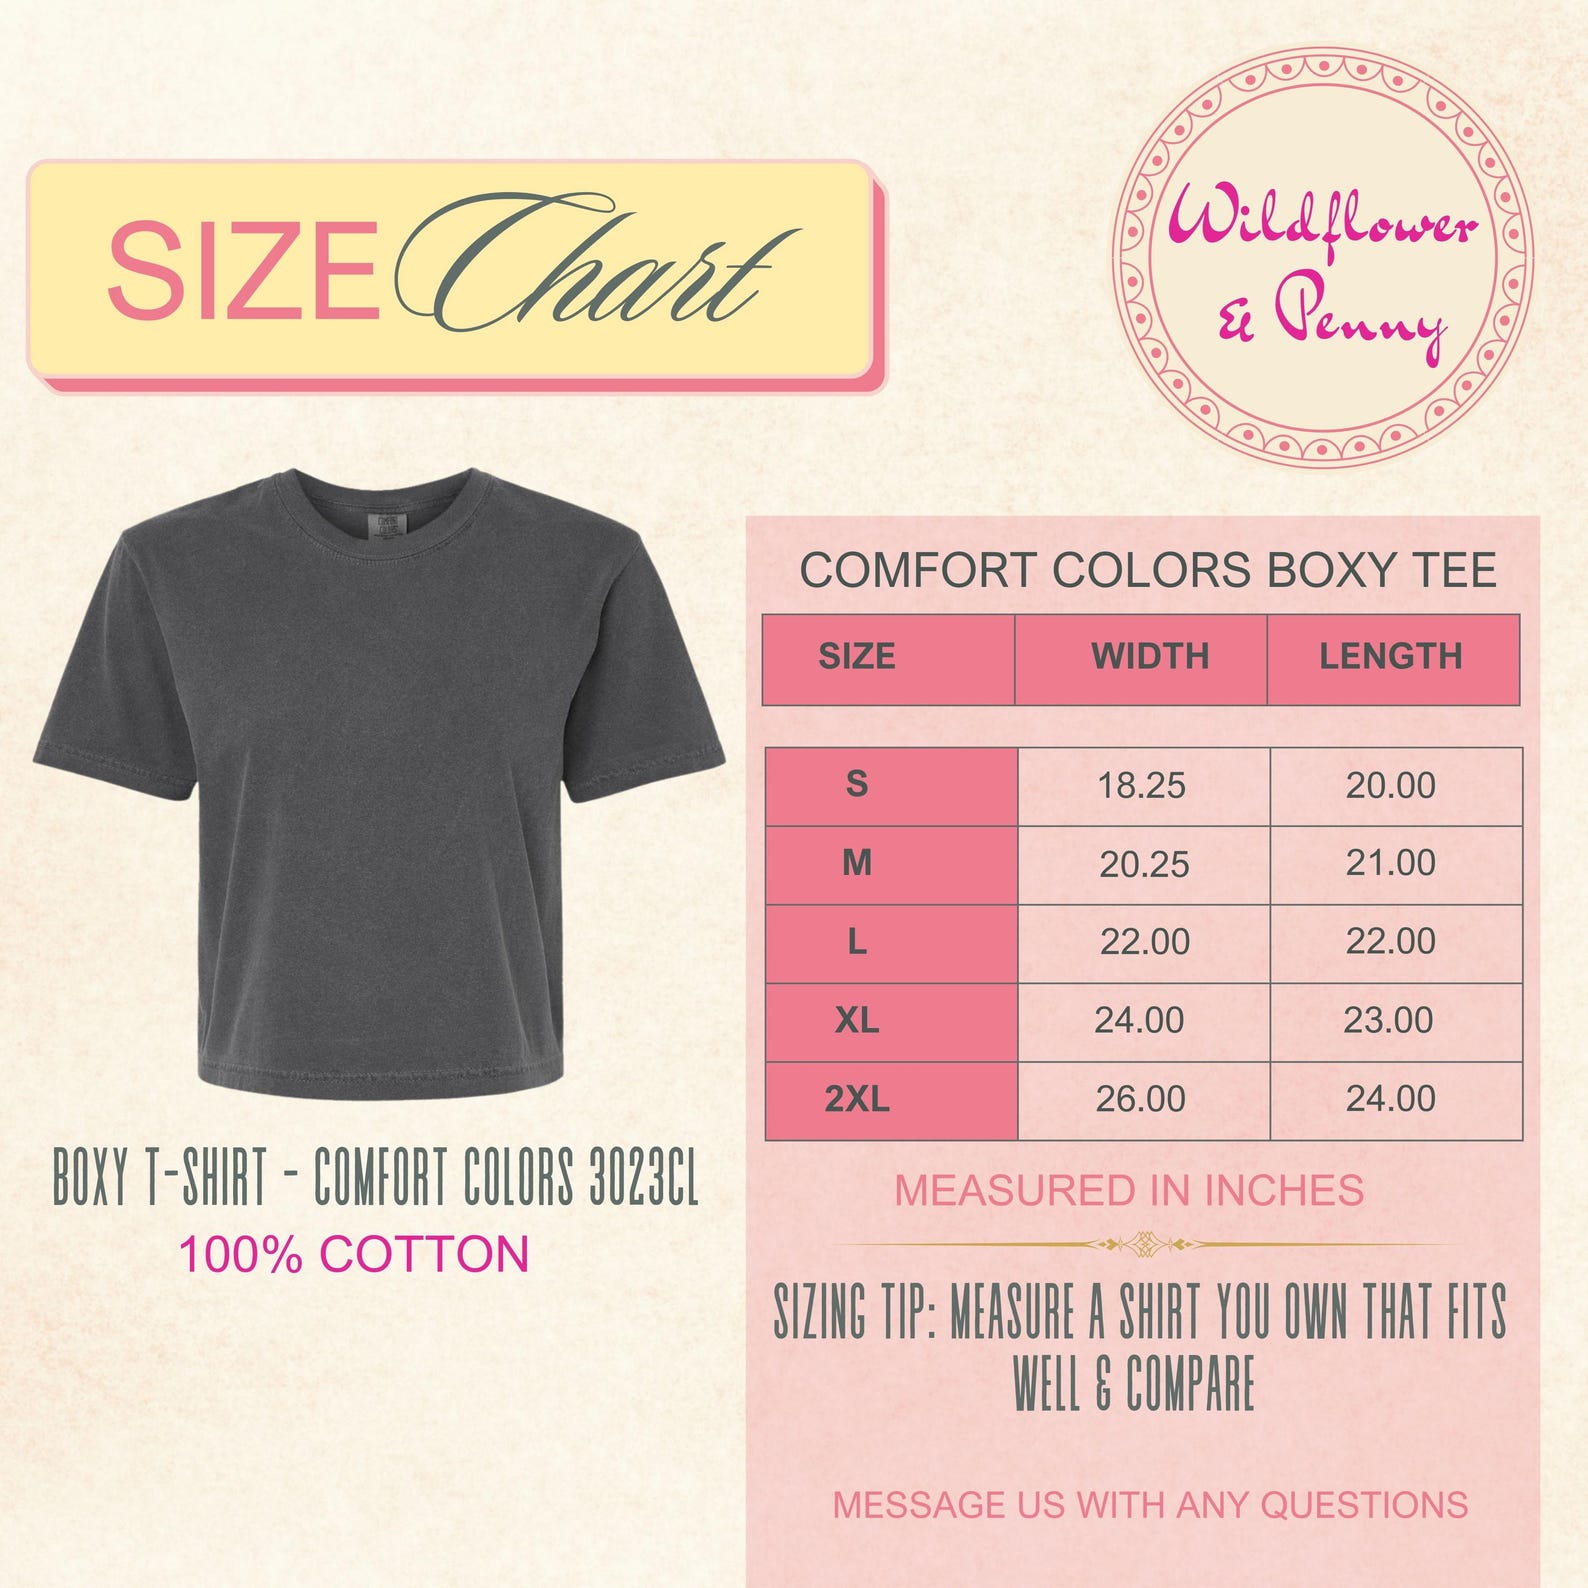 SIZE Chart
Wildflower
& Penny
COMFORT COLORS
COMFORT COLORS BOXY TEE
SIZE WIDTH LENGTH
S 18.25 20.00
M 20.25 21.00
L 22.00 22.00
XL 24.00 23.00
2XL 26.00 24.00
BOXY T-SHIRT - COMFORT COLORS 3023CL
100% COTTON
MEASURED IN INCHES
SIZING TIP: MEASURE A SHIRT YOU OWN THAT FITS
WELL & COMPARE
MESSAGE US WITH ANY QUESTIONS